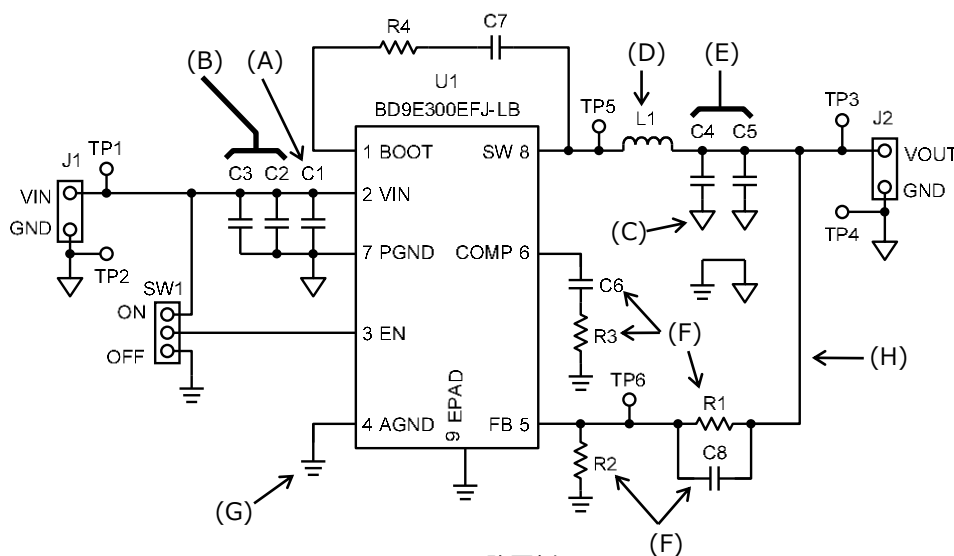 R4
C7
(B)
(A)
U1
BD9E300EFJ-LB
(D)
(E)
TP5
L1
C4
C5
TP3
J2
J1
TP1
C3
C2
C1
1 BOOT
SW 8
VOUT
VIN
2 VIN
GND
GND
7 PGND
COMP 6
(C)
TP4
TP2
SW1
C6
ON
R3
(F)
3 EN
(H)
OFF
TP6
R1
4 AGND
9 EPAD
FB 5
R2
C8
(G)
(F)